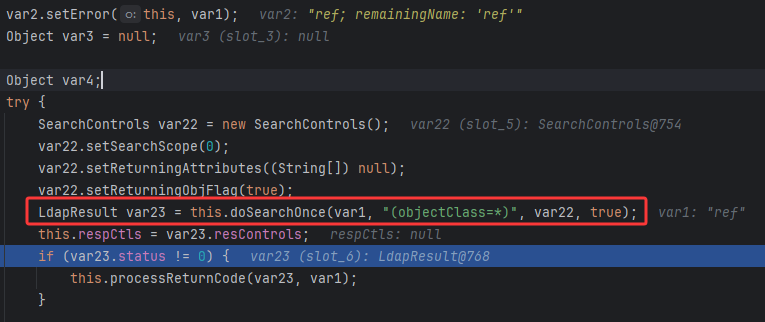 var2.setError( o: this, var1);   var2: "ref; remainingName: 'ref'"
Object var3 = null;   var3 (slot_3): null
Object var4;
try {
SearchControls var22 = new SearchControls();   var22 (slot_5): SearchControls@754
var22.setSearchScope(0);
var22.setReturningAttributes((String[]) null);
var22.setReturningObjFlag(true);
LdapResult var23 = this.doSearchOnce(var1, "(objectClass=*)", var22, true);   var1: "ref"
this.respCtls = var23.resControls;   respCtls: null
if (var23.status != 0) {   var23 (slot_6): LdapResult@768
this.processReturnCode(var23, var1);
}